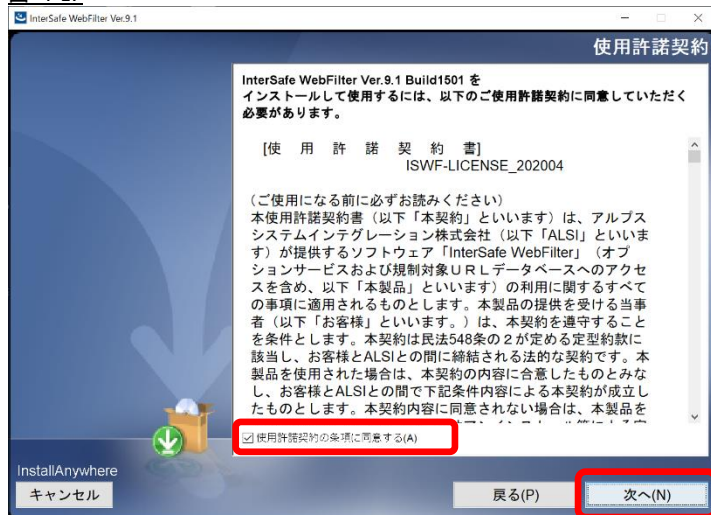 InterSafe WebFilter Ver.9.1
使用許諾契約
InterSafe WebFilter Ver.9.1 Build1501 を
インストールして使用するには、以下のご使用許諾契約に同意していただく
必要があります。
[使 用 許 諾 契 約 書]
ISWF-LICENSE_202004
（ご使用になる前に必ずお読みください）
本使用許諾契約書（以下「本契約」といいます）は、アルプス
システムインテグレーション株式会社（以下「ALSI」といいま
す）が提供するソフトウェア「InterSafe WebFilter」（オプ
ションサービスおよび規制対象ＵＲＬデータベースへのアクセ
スを含め、以下「本製品」といいます）の利用に関するすべて
の事項に適用されるものとします。本製品の提供を受ける当事
者（以下「お客様」といいます。）は、本契約を遵守すること
を条件とします。本契約は民法548条の２が定める定型約款に
該当し、お客様とALSIとの間に締結される法的な契約です。本
製品を使用された場合は、本契約の内容に合意したものとみな
し、お客様とALSIとの間で下記条件内容による本契約が成立し
たものとします。本契約内容に同意されない場合は、本製品を
使用許諾契約の条項に同意する(A)
InstallAnywhere
キャンセル
戻る(P)
次へ(N)